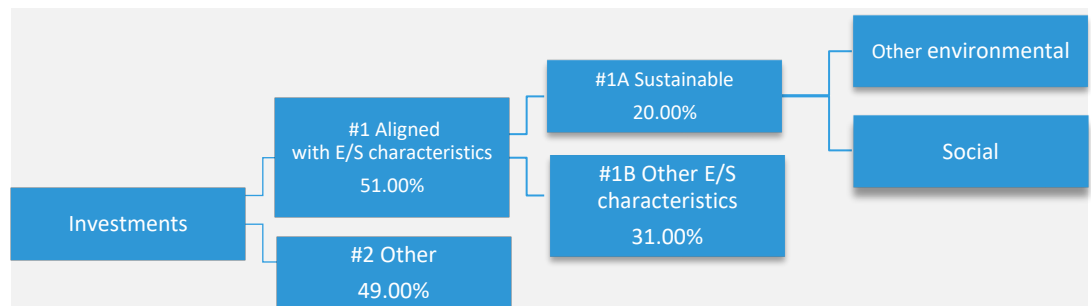 Investments
#1 Aligned
with E/S characteristics
51.00%
#2 Other
49.00%
#1A Sustainable
20.00%
#1B Other E/S
characteristics
31.00%
Other environmental
Social